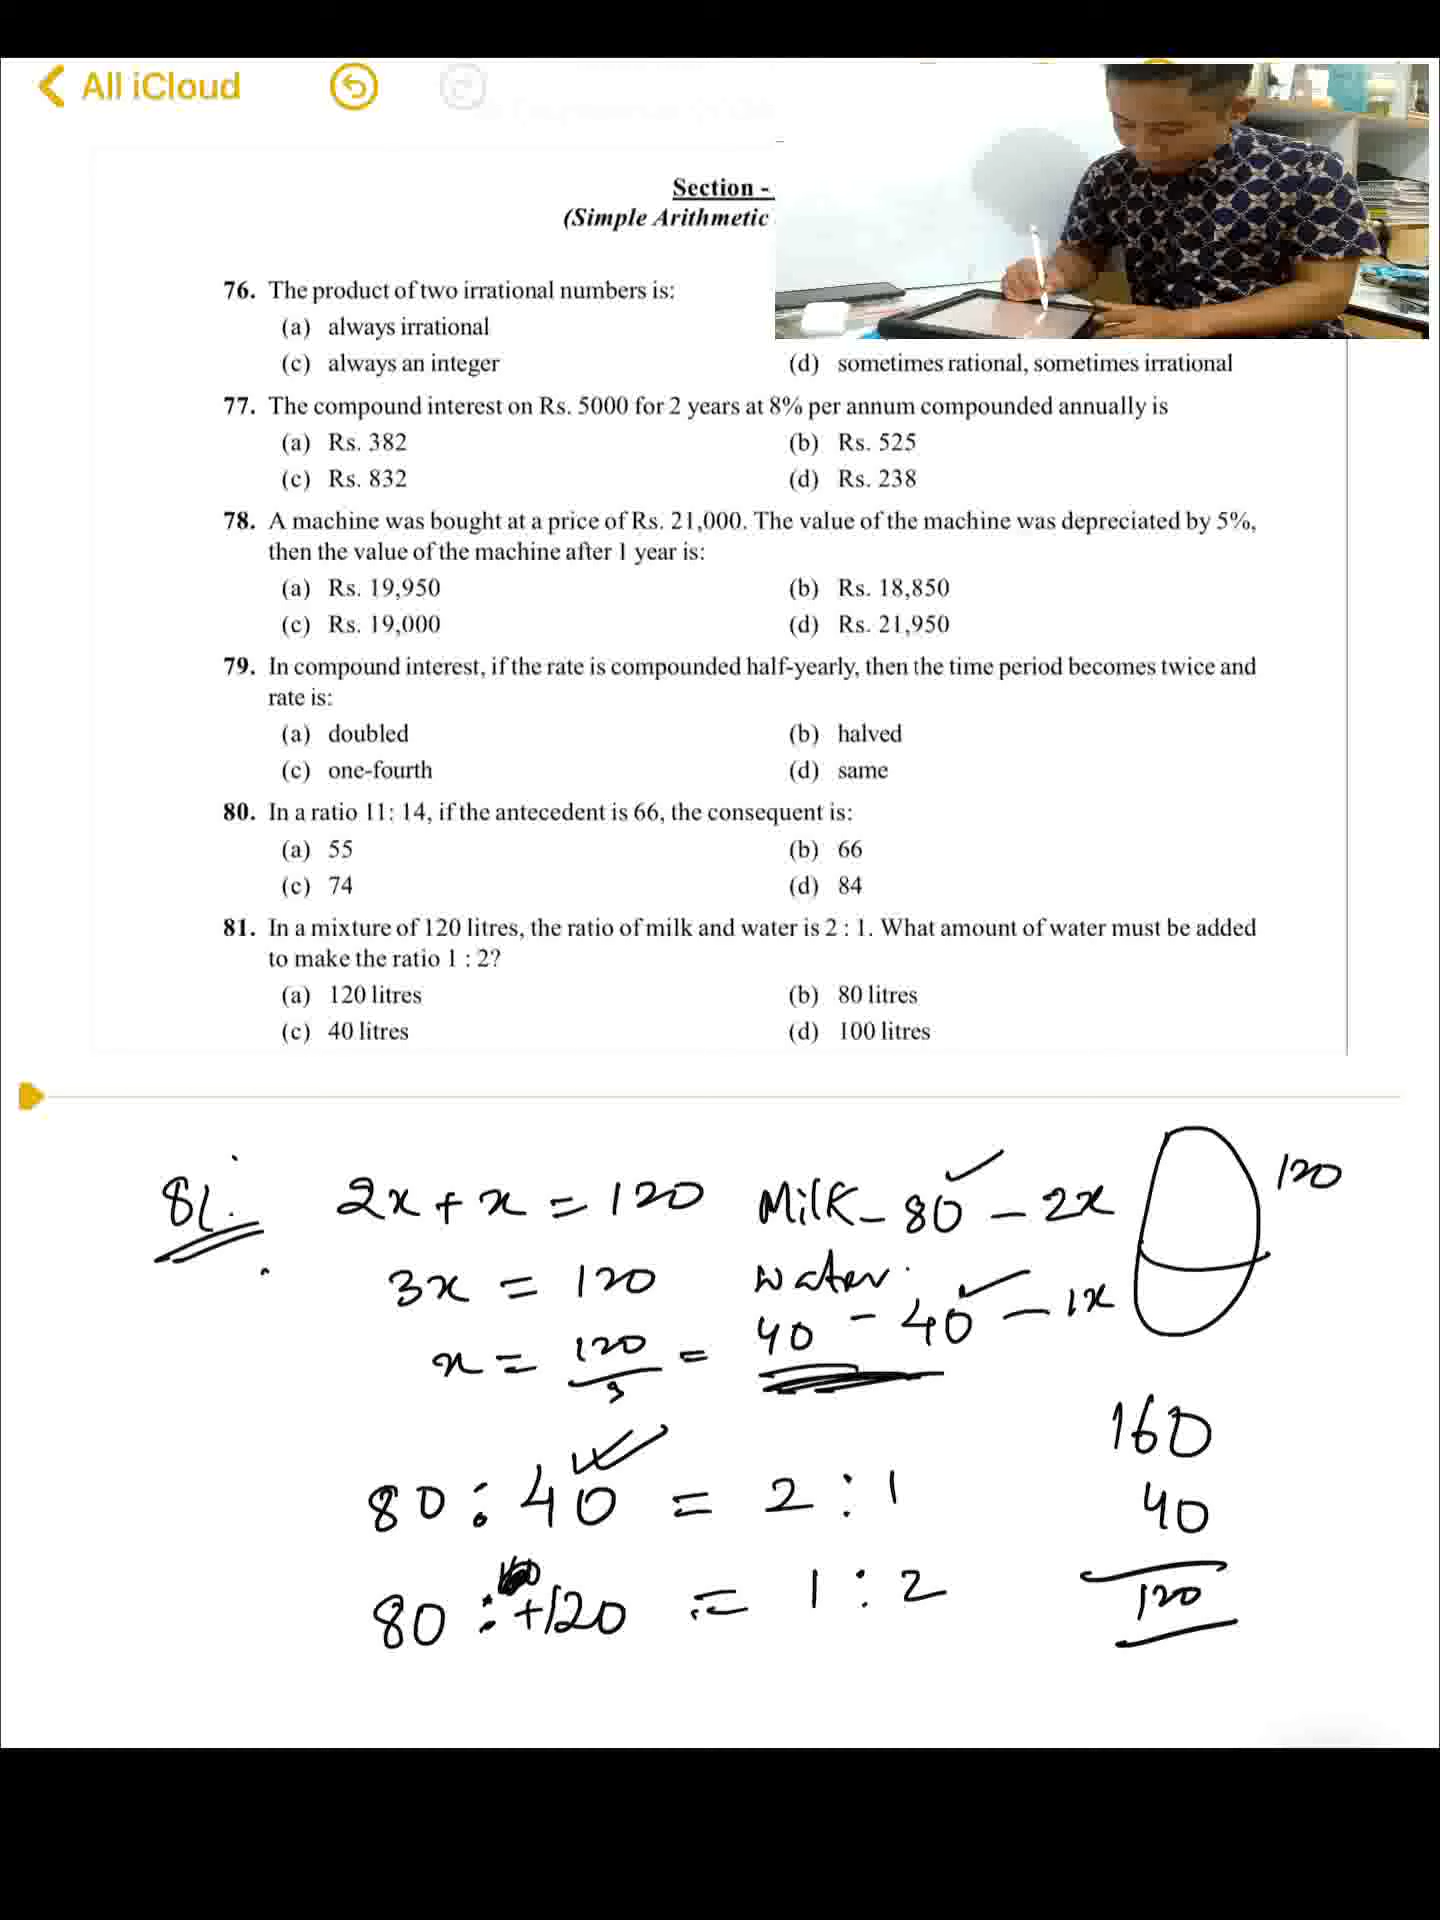 All iCloud
Section -
(Simple Arithmetic
76. The product of two irrational numbers is:
(a) always irrational
(c) always an integer (d) sometimes rational, sometimes irrational
77. The compound interest on Rs. 5000 for 2 years at 8% per annum compounded annually is
(a) Rs. 382 (b) Rs. 525
(c) Rs. 832 (d) Rs. 238
78. A machine was bought at a price of Rs. 21,000. The value of the machine was depreciated by 5%,
then the value of the machine after 1 year is:
(a) Rs. 19,950 (b) Rs. 18,850
(c) Rs. 19,000 (d) Rs. 21,950
79. In compound interest, if the rate is compounded half-yearly, then the time period becomes twice and
rate is:
(a) doubled (b) halved
(c) one-fourth (d) same
80. In a ratio 11: 14, if the antecedent is 66, the consequent is:
(a) 55 (b) 66
(c) 74 (d) 84
81. In a mixture of 120 litres, the ratio of milk and water is 2 : 1. What amount of water must be added
to make the ratio 1 : 2?
(a) 120 litres (b) 80 litres
(c) 40 litres (d) 100 litres
81. 2x + x = 120 Milk - 80 - 2x 120
3x = 120 water
x = 120/3 = 40 - 40 - 1x
160
80 : 40 = 2 : 1 40
80 : +120 = 1 : 2 120